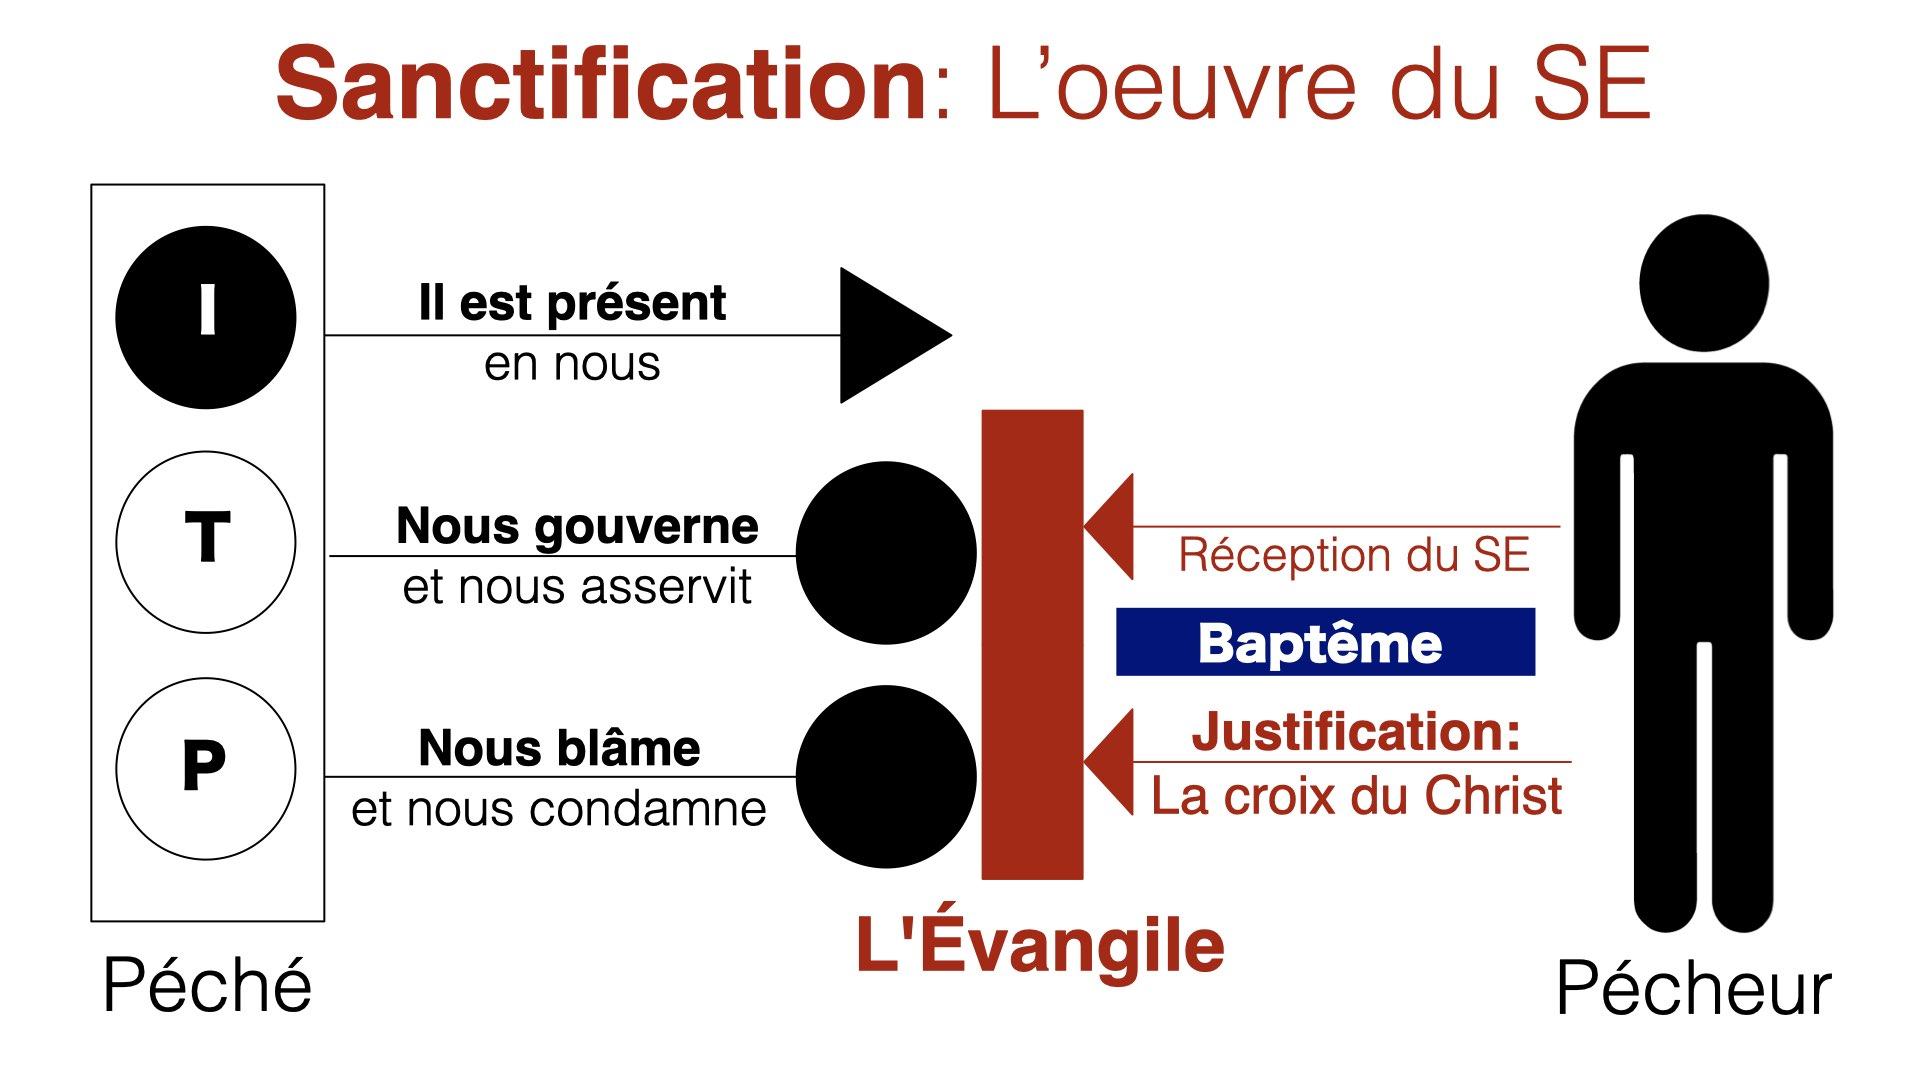 Sanctification: L’oeuvre du SE
I
Il est présent
en nous
T
Nous gouverne
et nous asservit
Réception du SE
Baptême
P
Nous blâme
et nous condamne
Justification:
La croix du Christ
L'Évangile
Péché
Pécheur